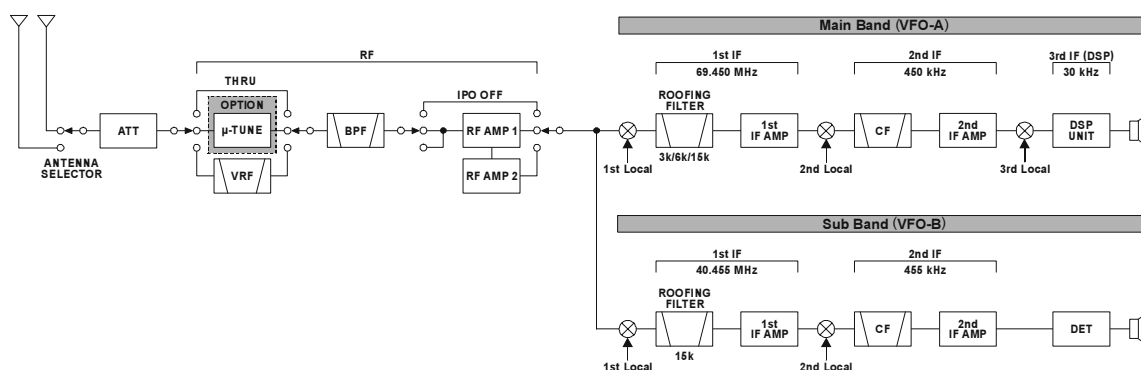 Main Band (VFO-A)
RF
1st IF
69.450 MHz
2nd IF
450 kHz
3rd IF (DSP)
30 kHz
THRU
OPTION
IPO OFF
ROOFING
FILTER
ATT
µ-TUNE
BPF
RF AMP 1
1st
IF AMP
CF
2nd
IF AMP
DSP
UNIT
3k/6k/15k
ANTENNA
SELECTOR
VRF
RF AMP 2
1st Local
2nd Local
3rd Local
Sub Band (VFO-B)
1st IF
40.455 MHz
2nd IF
455 kHz
ROOFING
FILTER
1st
IF AMP
CF
2nd
IF AMP
DET
15k
1st Local
2nd Local